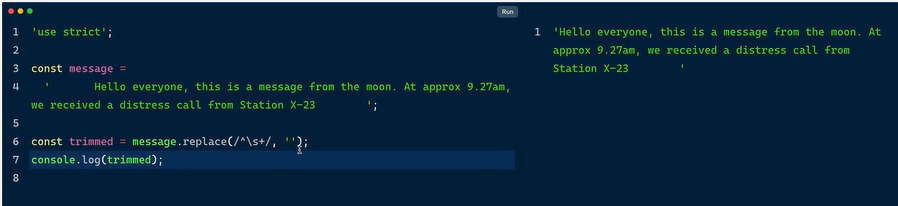 Run
1 'use strict';
2
3 const message =
4 '       Hello everyone, this is a message from the moon. At approx 9.27am,
we received a distress call from Station X-23         ';
5
6 const trimmed = message.replace(/^\s+/, '');
7 console.log(trimmed);
8
1 'Hello everyone, this is a message from the moon. At
approx 9.27am, we received a distress call from
Station X-23         '